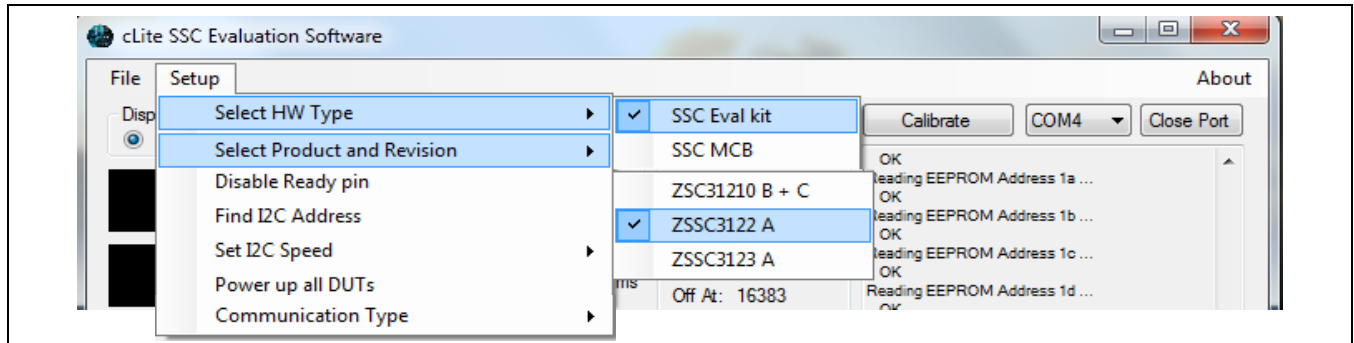 cLite SSC Evaluation Software
File Setup About
Disp
Select HW Type
Select Product and Revision
Disable Ready pin
Find I2C Address
Set I2C Speed
Power up all DUTs
Communication Type
SSC Eval kit
SSC MCB
ZSC31210 B + C
ZSSC3122 A
ZSSC3123 A
ms
Off At: 16383
Calibrate COM4 Close Port
OK
Reading EEPROM Address 1a ...
OK
Reading EEPROM Address 1b ...
OK
Reading EEPROM Address 1c ...
OK
Reading EEPROM Address 1d ...
OK